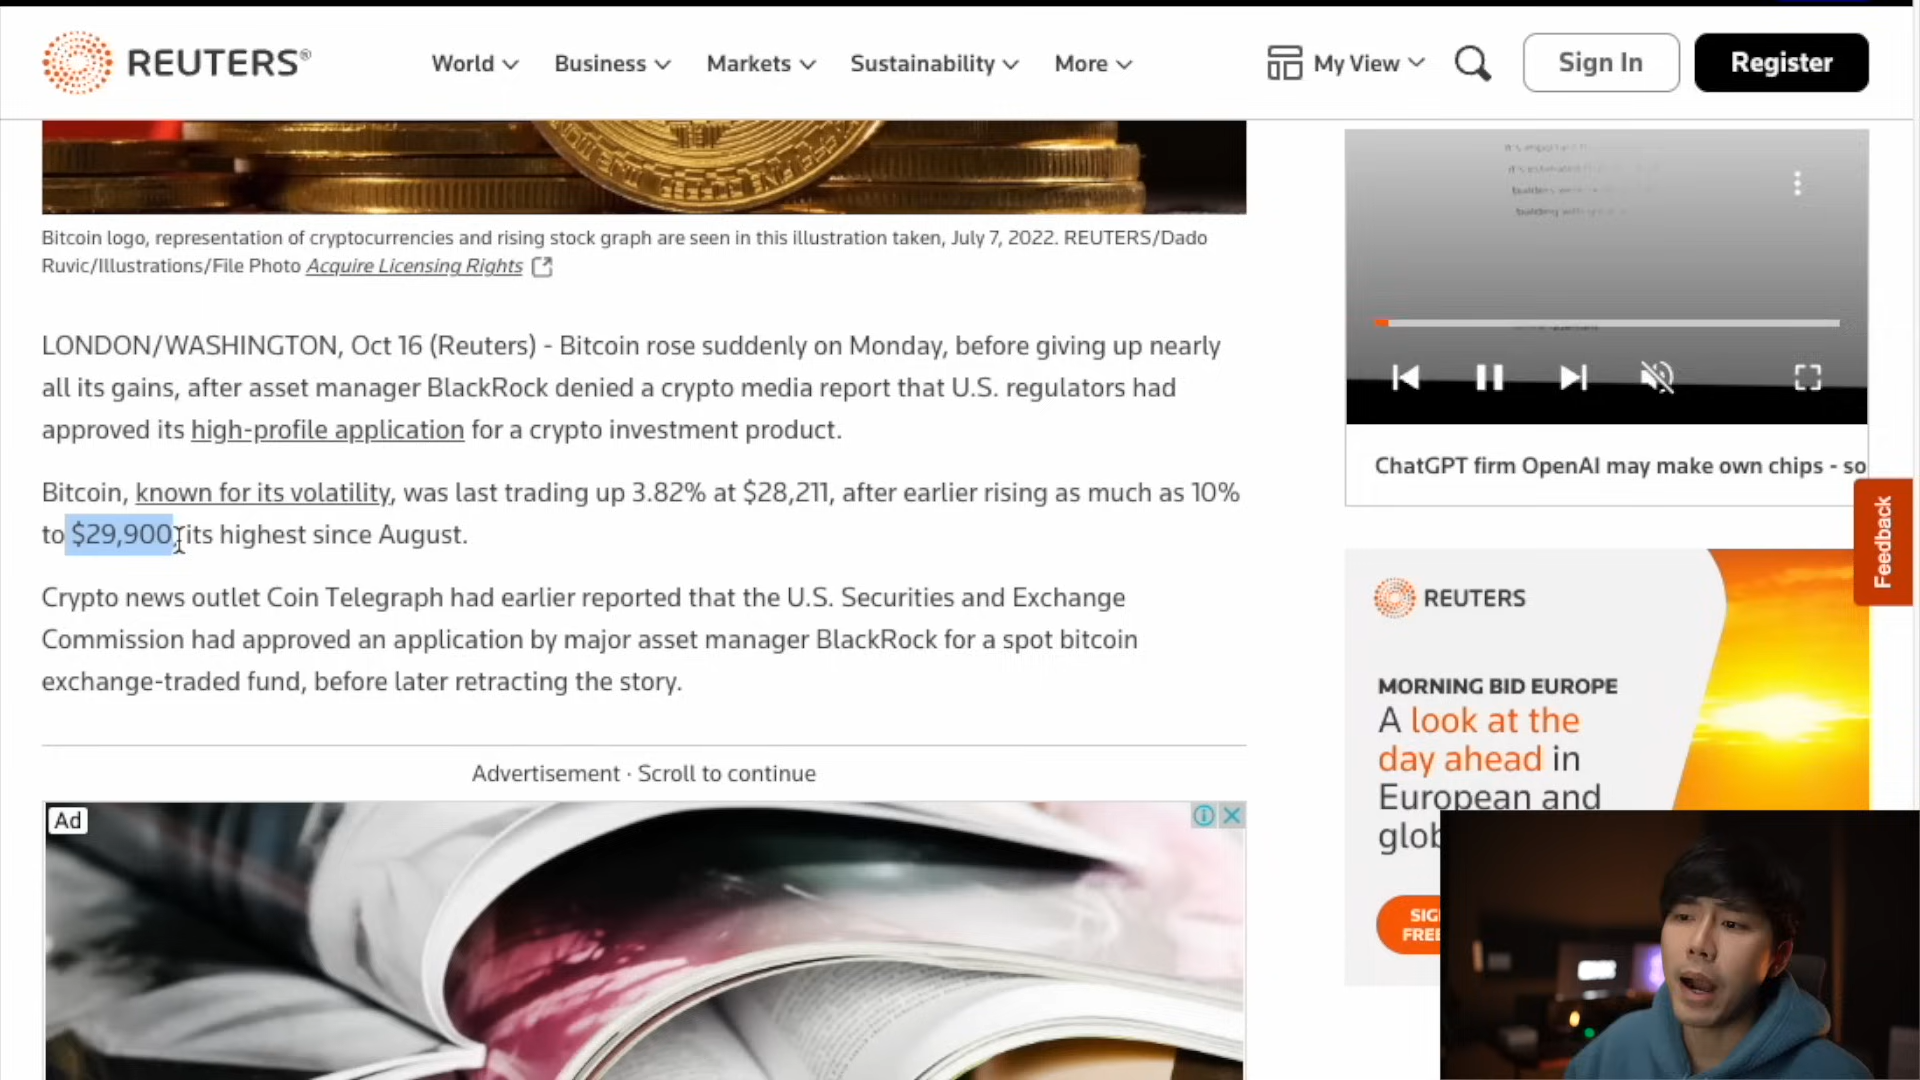 REUTERS®
World
Business
Markets
Sustainability
More
My View
Sign In
Register
Bitcoin logo, representation of cryptocurrencies and rising stock graph are seen in this illustration taken, July 7, 2022. REUTERS/Dado
Ruvic/Illustrations/File Photo Acquire Licensing Rights
LONDON/WASHINGTON, Oct 16 (Reuters) - Bitcoin rose suddenly on Monday, before giving up nearly
all its gains, after asset manager BlackRock denied a crypto media report that U.S. regulators had
approved its high-profile application for a crypto investment product.
Bitcoin, known for its volatility, was last trading up 3.82% at $28,211, after earlier rising as much as 10%
to $29,900, its highest since August.
Crypto news outlet Coin Telegraph had earlier reported that the U.S. Securities and Exchange
Commission had approved an application by major asset manager BlackRock for a spot bitcoin
exchange-traded fund, before later retracting the story.
Advertisement · Scroll to continue
Ad
building with
ChatGPT firm OpenAI may make own chips - so
Feedback
REUTERS
MORNING BID EUROPE
A look at the
day ahead in
European and
glob
SIG
FREE